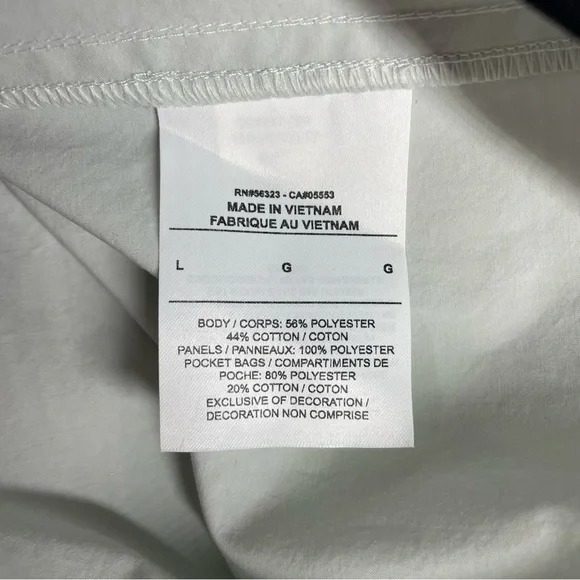 RN#56323 - CA#05553
MADE IN VIETNAM
FABRIQUE AU VIETNAM
L G G
BODY / CORPS: 56% POLYESTER
44% COTTON / COTON
PANELS / PANNEAUX: 100% POLYESTER
POCKET BAGS / COMPARTIMENTS DE
POCHE: 80% POLYESTER
20% COTTON / COTON
EXCLUSIVE OF DECORATION /
DECORATION NON COMPRISE